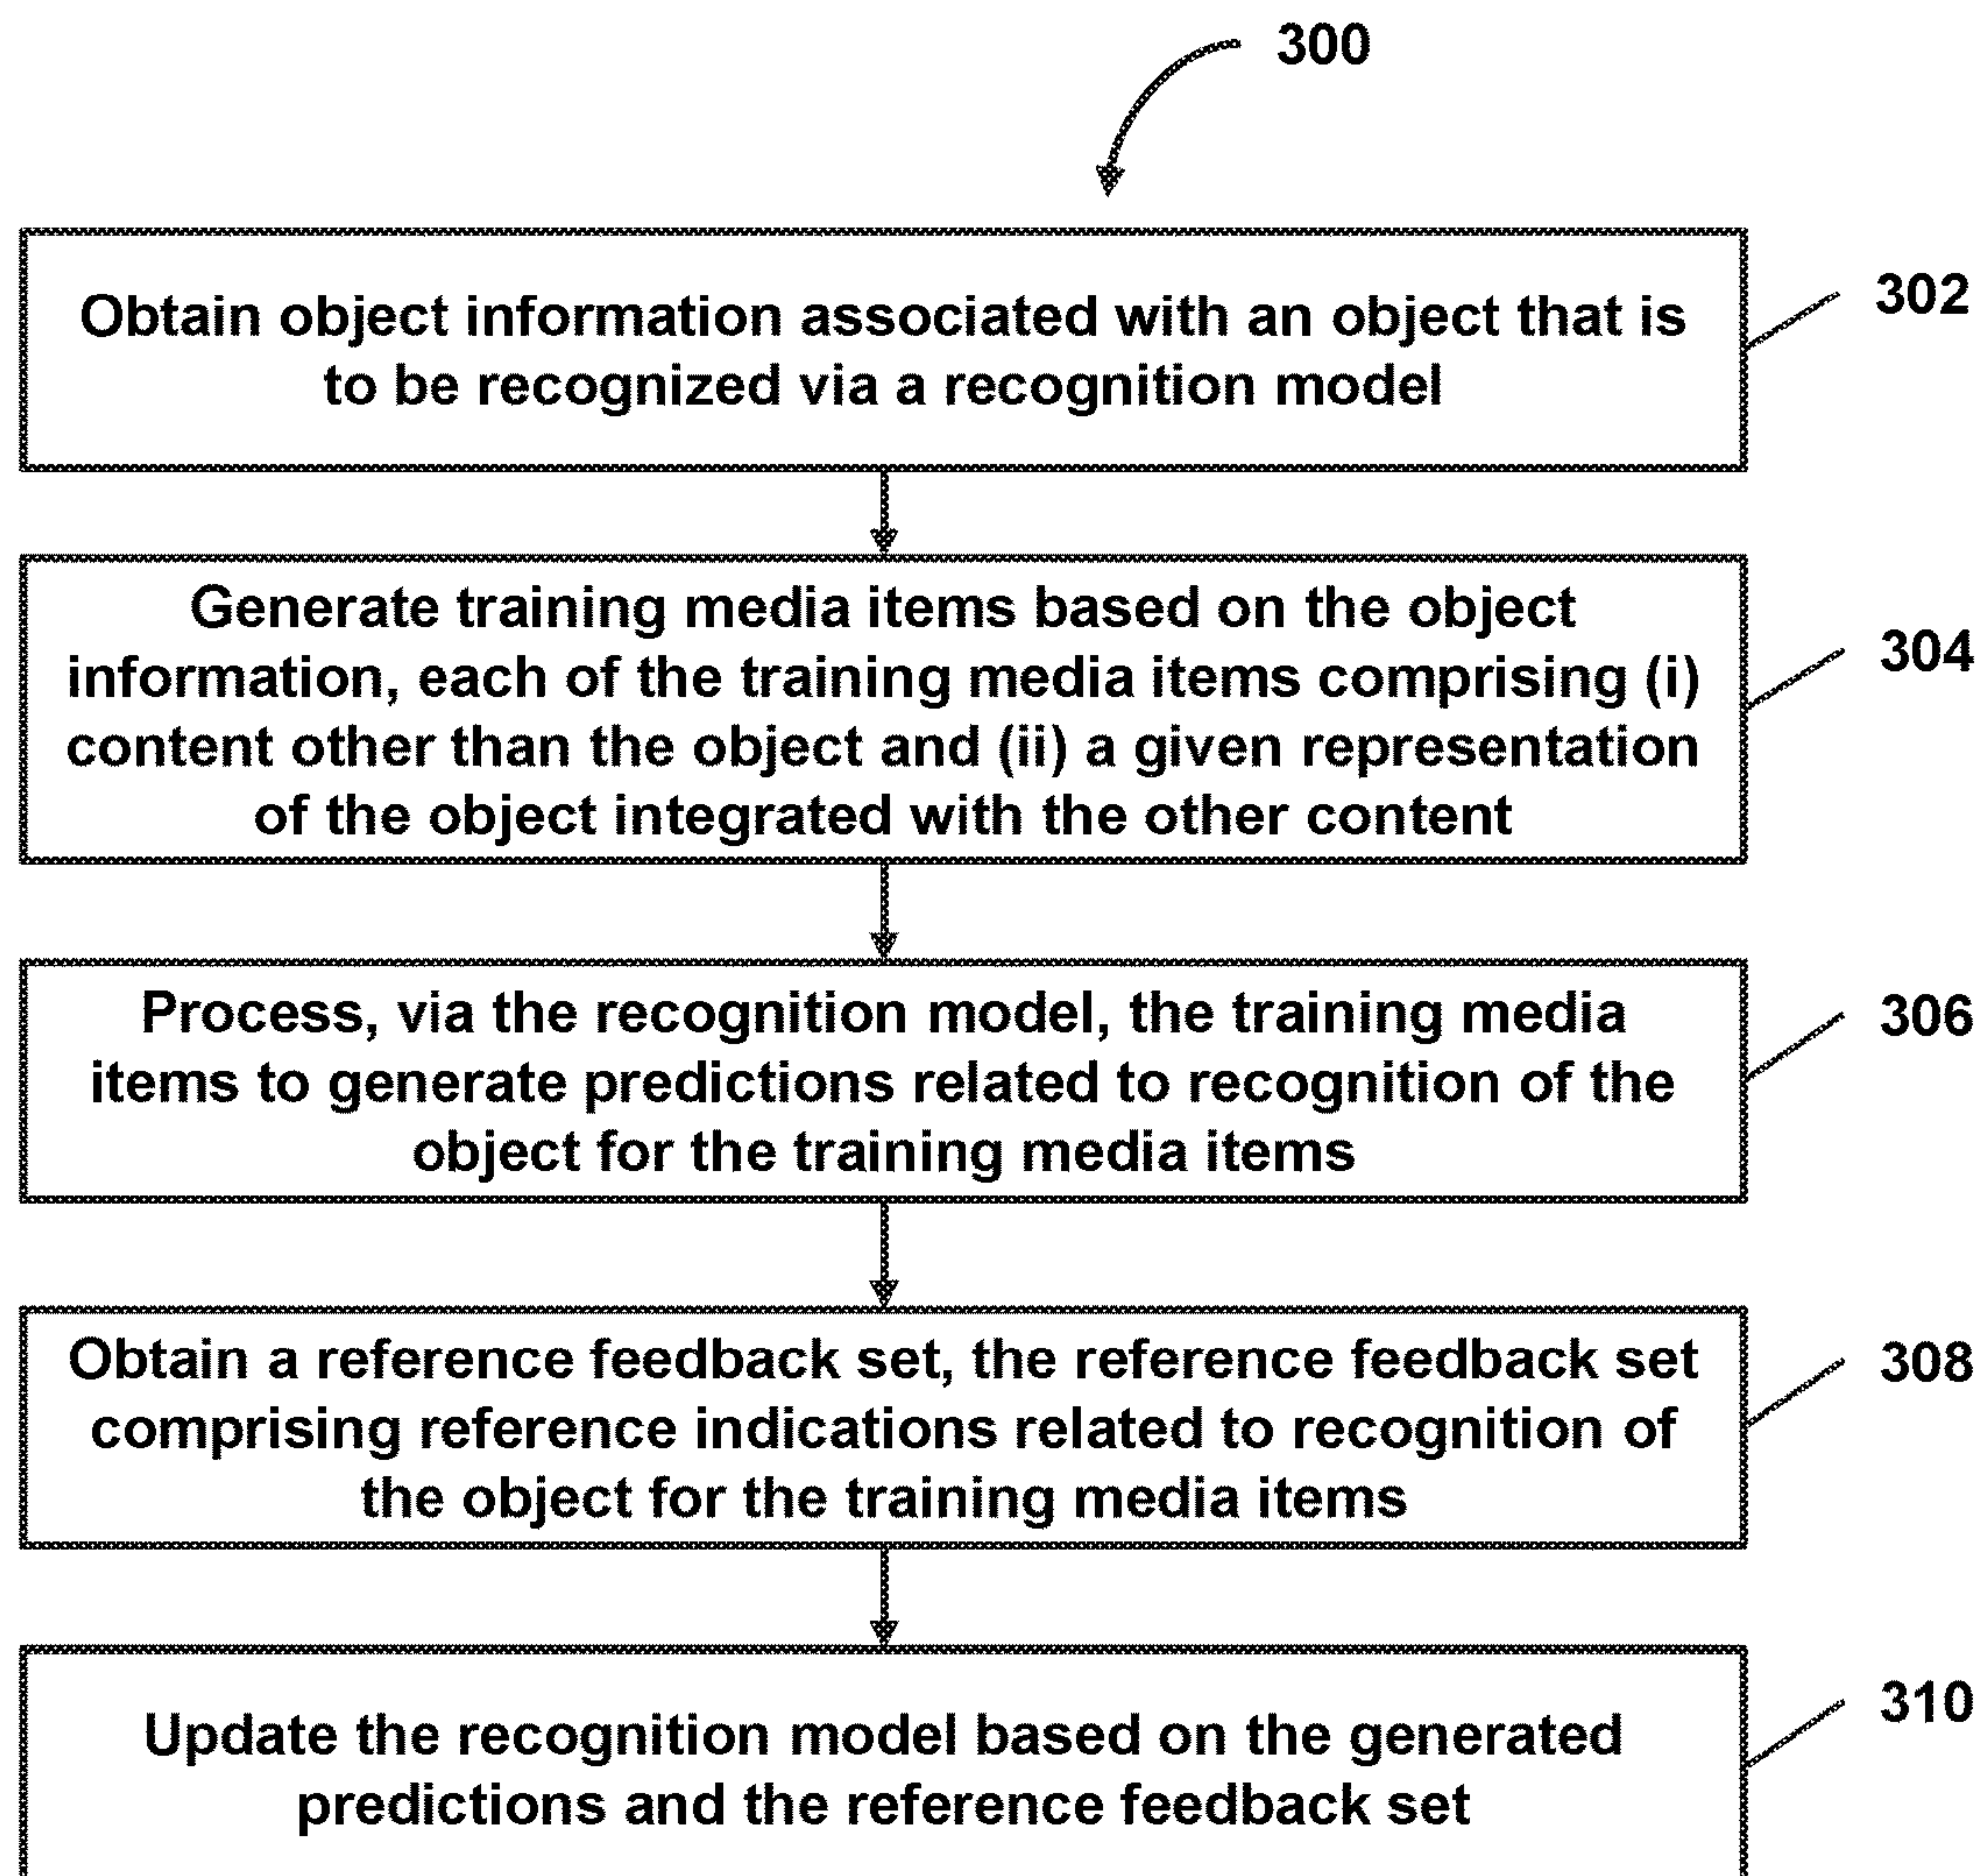 300
Obtain object information associated with an object that is
to be recognized via a recognition model
302
Generate training media items based on the object
information, each of the training media items comprising (i)
content other than the object and (ii) a given representation
of the object integrated with the other content
304
Process, via the recognition model, the training media
items to generate predictions related to recognition of the
object for the training media items
306
Obtain a reference feedback set, the reference feedback set
comprising reference indications related to recognition of
the object for the training media items
308
Update the recognition model based on the generated
predictions and the reference feedback set
310